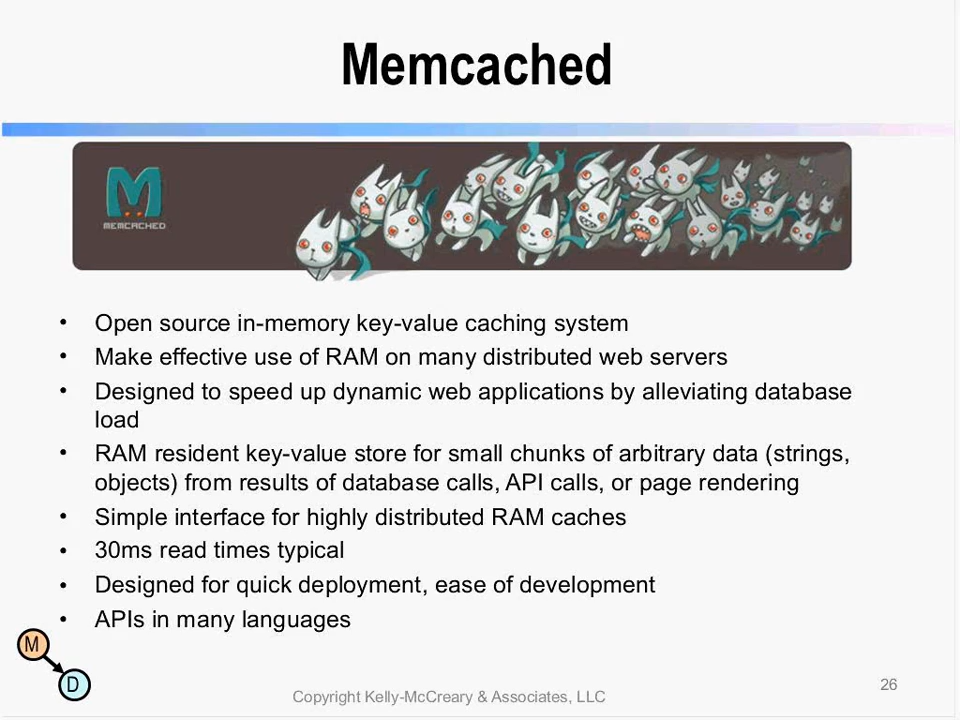 Memcached
M
MEMCACHED
• Open source in-memory key-value caching system
• Make effective use of RAM on many distributed web servers
• Designed to speed up dynamic web applications by alleviating database
load
• RAM resident key-value store for small chunks of arbitrary data (strings,
objects) from results of database calls, API calls, or page rendering
• Simple interface for highly distributed RAM caches
• 30ms read times typical
• Designed for quick deployment, ease of development
• APIs in many languages
M
D
Copyright Kelly-McCreary & Associates, LLC
26